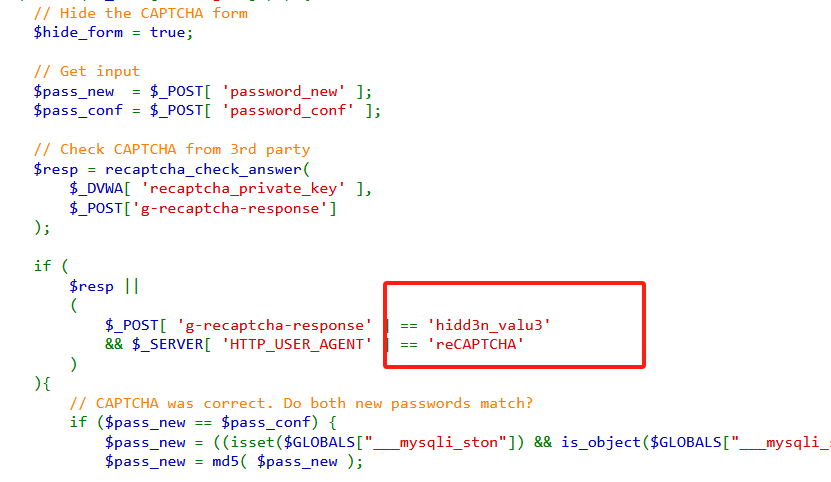 // Hide the CAPTCHA form
$hide_form = true;
// Get input
$pass_new  = $_POST[ 'password_new' ];
$pass_conf = $_POST[ 'password_conf' ];
// Check CAPTCHA from 3rd party
$resp = recaptcha_check_answer(
$_DVWA[ 'recaptcha_private_key' ],
$_POST['g-recaptcha-response']
);
if (
$resp ||
(
$_POST[ 'g-recaptcha-response' ] == 'hidd3n_valu3'
&& $_SERVER[ 'HTTP_USER_AGENT' ] == 'reCAPTCHA'
)
){
// CAPTCHA was correct. Do both new passwords match?
if ($pass_new == $pass_conf) {
$pass_new = ((isset($GLOBALS["___mysqli_ston"]) && is_object($GLOBALS["___mysqli_
$pass_new = md5( $pass_new );